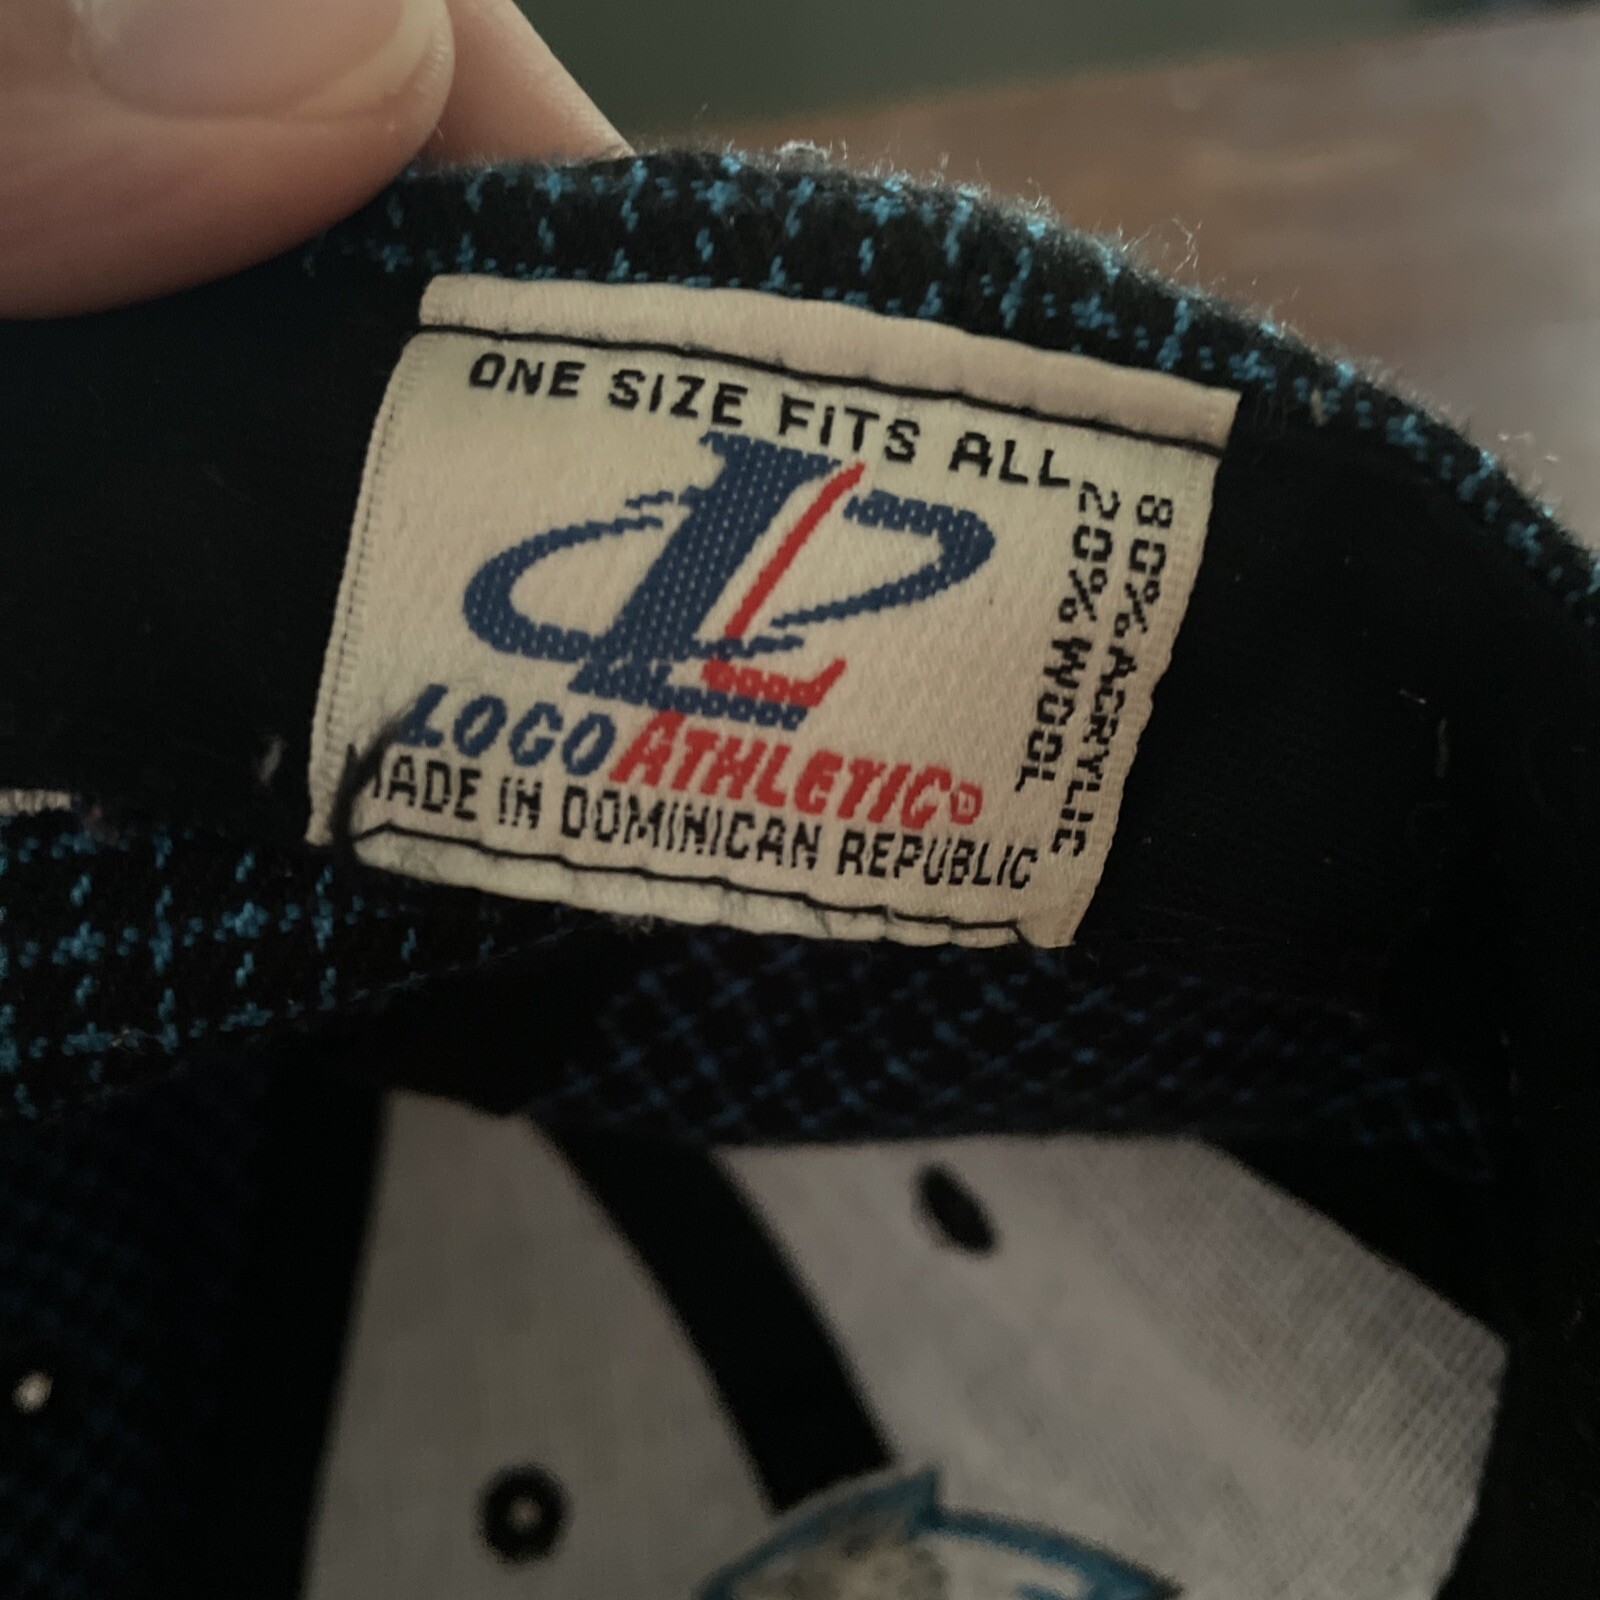 ONE SIZE FITS ALL
80% ACRYLIC
20% WOOL
L
LOGO ATHLETIC®
MADE IN DOMINICAN REPUBLIC